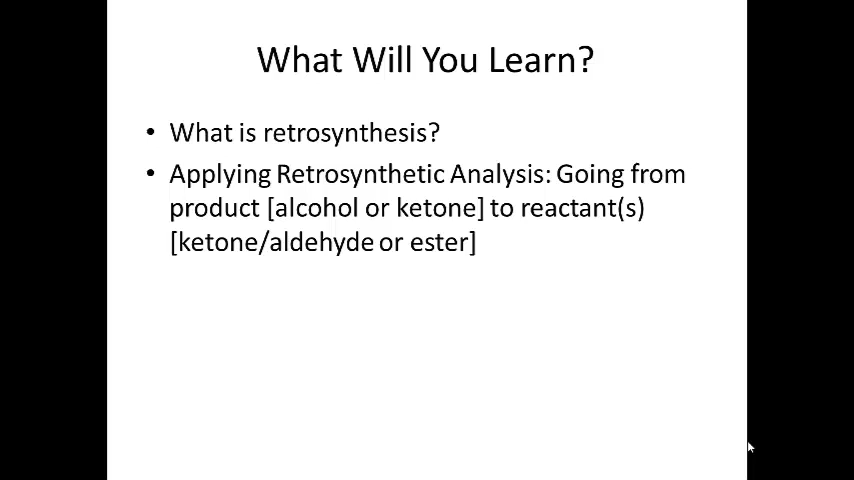 What Will You Learn?
• What is retrosynthesis?
• Applying Retrosynthetic Analysis: Going from
product [alcohol or ketone] to reactant(s)
[ketone/aldehyde or ester]